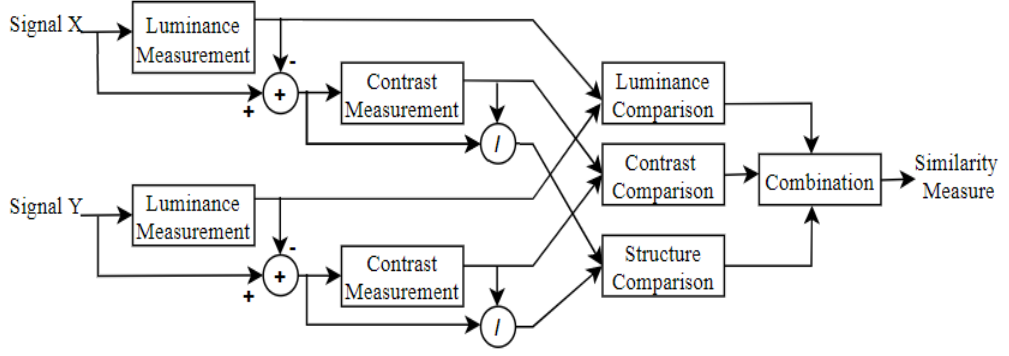 Signal X
Luminance
Measurement
-
+
+
Contrast
Measurement
/
Signal Y
Luminance
Measurement
-
+
+
Contrast
Measurement
/
Luminance
Comparison
Contrast
Comparison
Structure
Comparison
Combination
Similarity
Measure